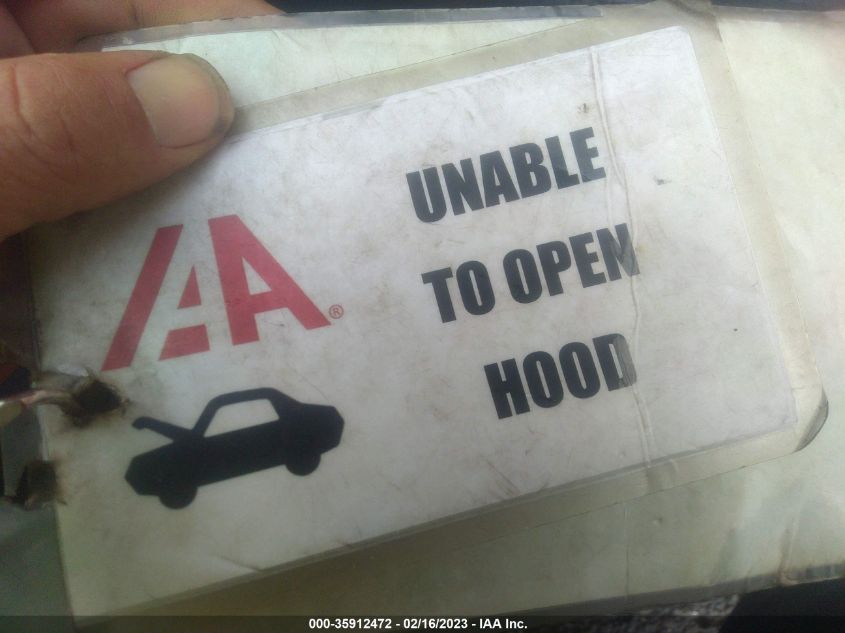 IAA®
UNABLE
TO OPEN
HOOD
000-35912472 - 02/16/2023 - IAA Inc.